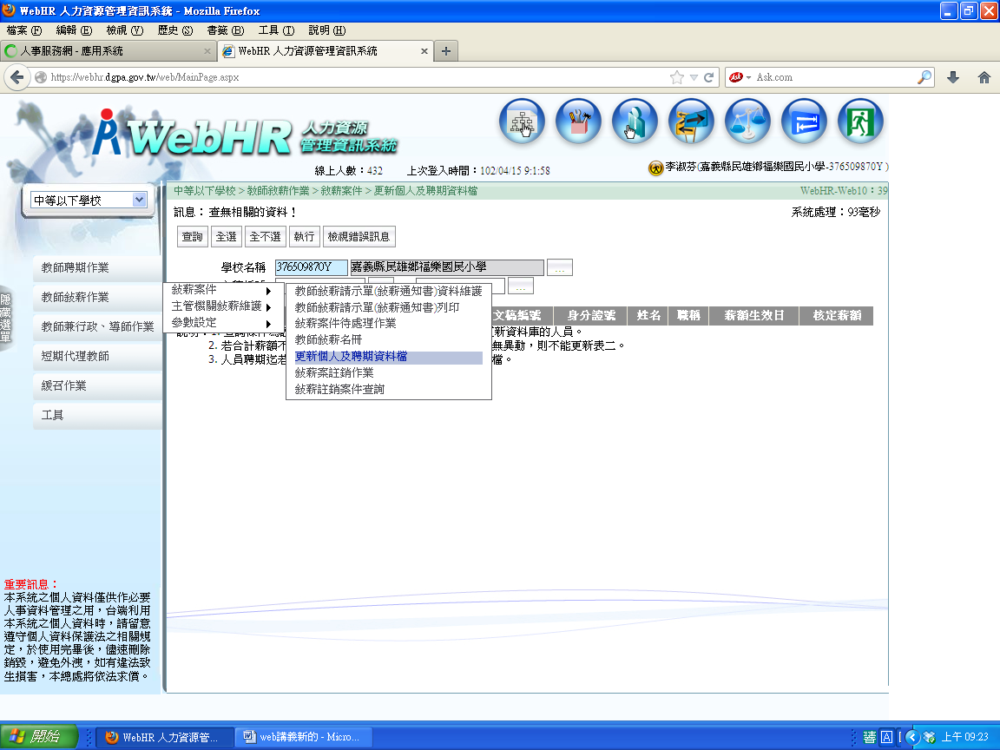 WebHR 人力資源管理資訊系統 - Mozilla Firefox
檔案(F) 編輯(E) 檢視(V) 歷史(S) 書籤(B) 工具(T) 說明(H)
人事服務網 - 應用系統
WebHR 人力資源管理資訊系統
https://webhr.dgpa.gov.tw/web/MainPage.aspx
Ask
Ask.com
WebHR 人力資源
管理資訊系統
線上人數：432 上次登入時間：102/04/15 9:1:58
李淑芬(嘉義縣民雄鄉福樂國民小學-376509870Y )
中等以下學校
中等以下學校 > 教師敘薪作業 > 敘薪案件 > 更新個人及聘期資料檔
WebHR-Web10：39
訊息： 查無相關的資料！
系統處理：93毫秒
查詢 全選 全不選 執行 檢視錯誤訊息
學校名稱 376509870Y 嘉義縣民雄鄉福樂國民小學 ...
...
教師聘期作業
教師敘薪作業
教師兼行政、導師作業
短期代理教師
緩召作業
工具
隱藏選單
敘薪案件
主管機關敘薪維護
參數設定
教師敘薪請示單(敘薪通知書)資料維護
教師敘薪請示單(敘薪通知書)列印
敘薪案件待處理作業
教師敘薪名冊
更新個人及聘期資料檔
敘薪案註銷作業
敘薪註銷案件查詢
文稿編號 身分證號 姓名 職稱 薪額生效日 核定薪額
更新資料庫的人員。
2. 若合計薪額不
無異動，則不能更新表二。
3. 人員聘期迄若
檔。
重要訊息：
本系統之個人資料僅供作必要
人事資料管理之用，台端利用
本系統之個人資料時，請留意
遵守個人資料保護法之相關規
定，於使用完畢後，儘速刪除
銷毀，避免外洩，如有違法致
生損害，本總處將依法求償。
開始
WebHR 人力資源管...
web講義新的 - Micro...
上午 09:23